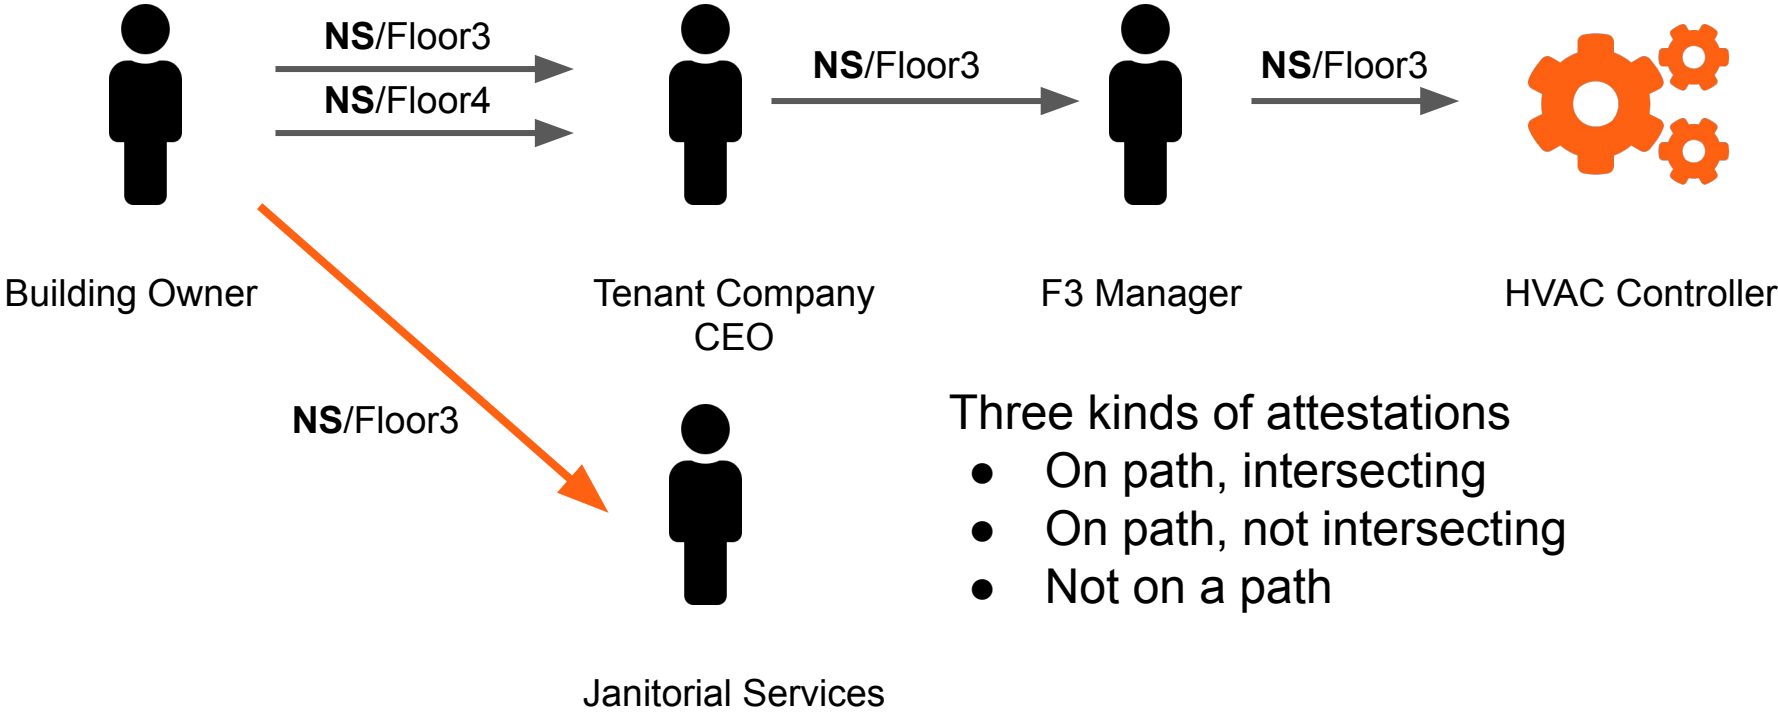 NS/Floor3
NS/Floor4
NS/Floor3
NS/Floor3
Building Owner
Tenant Company
CEO
F3 Manager
HVAC Controller
NS/Floor3
Janitorial Services
Three kinds of attestations
● On path, intersecting
● On path, not intersecting
● Not on a path